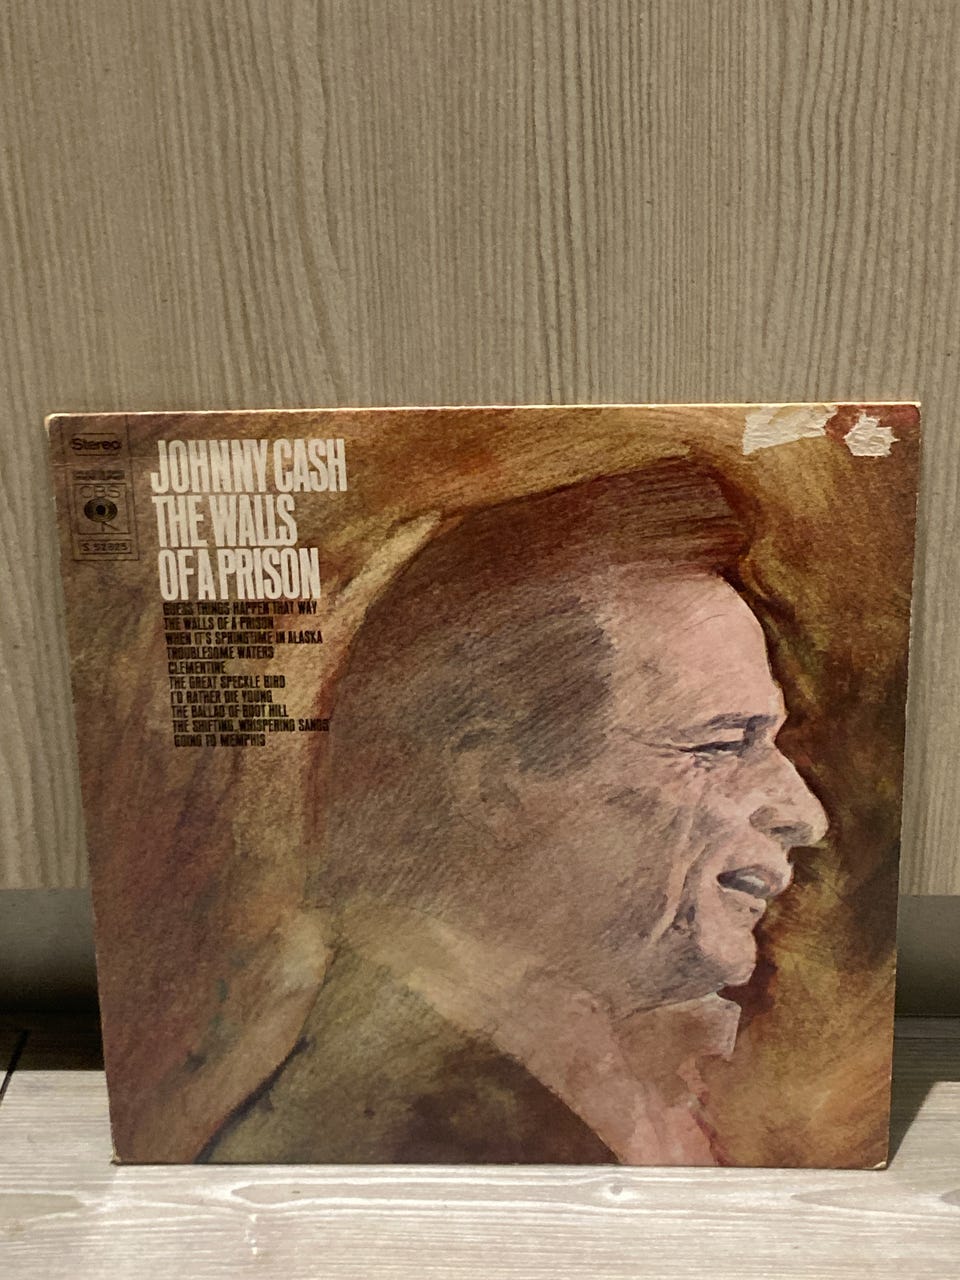 Stereo
CBS
S 52325
JOHNNY CASH
THE WALLS
OF A PRISON
GUESS THINGS HAPPEN THAT WAY
THE WALLS OF A PRISON
WHEN IT'S SPRINGTIME IN ALASKA
TROUBLESOME WATERS
CLEMENTINE
THE GREAT SPECKLE BIRD
I'D RATHER DIE YOUNG
THE BALLAD OF BOOT HILL
THE SHIFTING, WHISPERING SANDS
GOING TO MEMPHIS